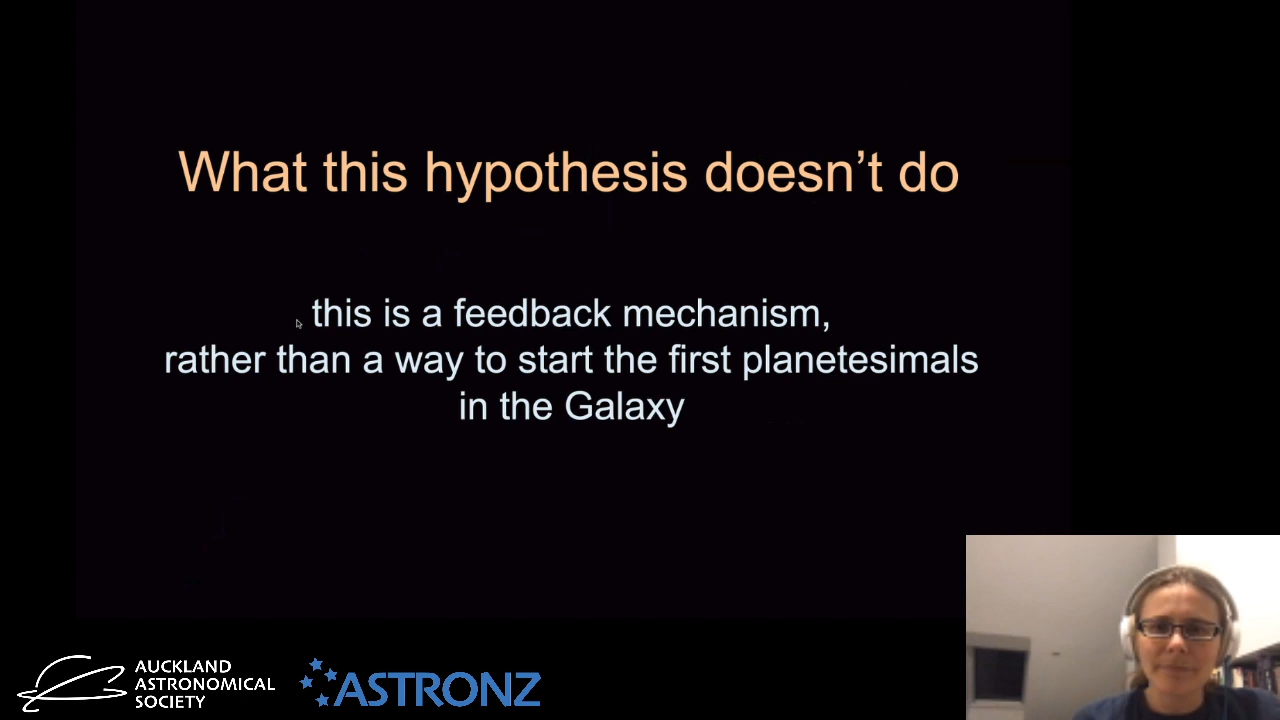 What this hypothesis doesn't do
this is a feedback mechanism,
rather than a way to start the first planetesimals
in the Galaxy
AUCKLAND
ASTRONOMICAL
SOCIETY
ASTRONZ